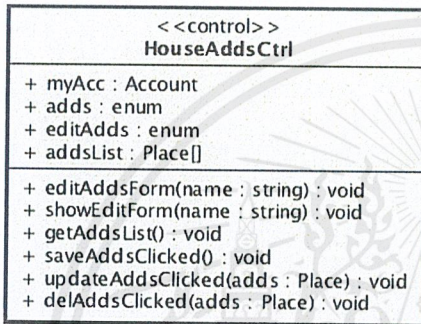 <<control>>
HouseAddsCtrl
+ myAcc : Account
+ adds : enum
+ editAdds : enum
+ addsList : Place[]
+ editAddsForm(name : string) : void
+ showEditForm(name : string) : void
+ getAddsList() : void
+ saveAddsClicked() : void
+ updateAddsClicked(adds : Place) : void
+ delAddsClicked(adds : Place) : void